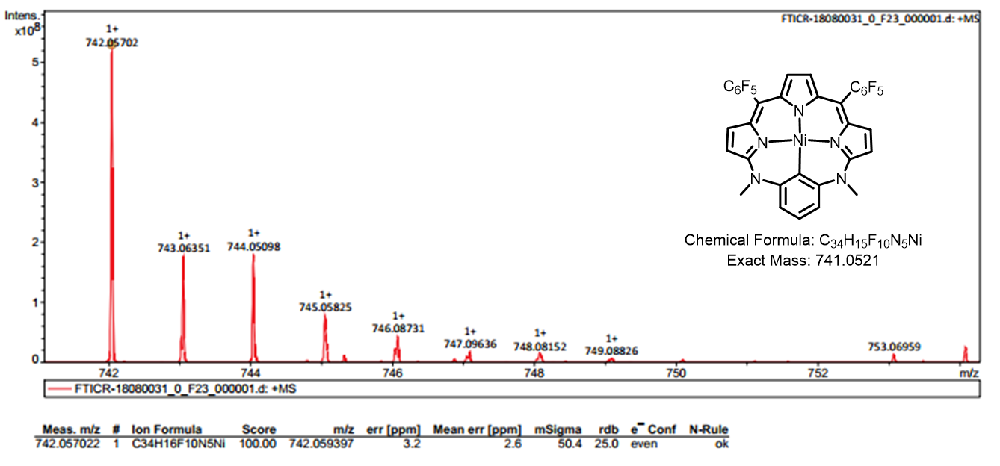 Intens.
x10⁸
FTICR-18080031_0_F23_000001.d: +MS
1+
742.05702
5
4
3
2
1
0
1+
743.06351
1+
744.05098
1+
745.05825
1+
746.08731
1+
747.09636
1+
748.08152
1+
749.08826
753.06959
742 744 746 748 750 752 m/z
C₆F₅ C₆F₅
N
N Ni N
N N
Chemical Formula: C₃₄H₁₅F₁₀N₅Ni
Exact Mass: 741.0521
FTICR-18080031_0_F23_000001.d: +MS
Meas. m/z # Ion Formula Score m/z err [ppm] Mean err [ppm] mSigma rdb e⁻ Conf N-Rule
742.057022 1 C34H16F10N5Ni 100.00 742.059397 3.2 2.6 50.4 25.0 even ok